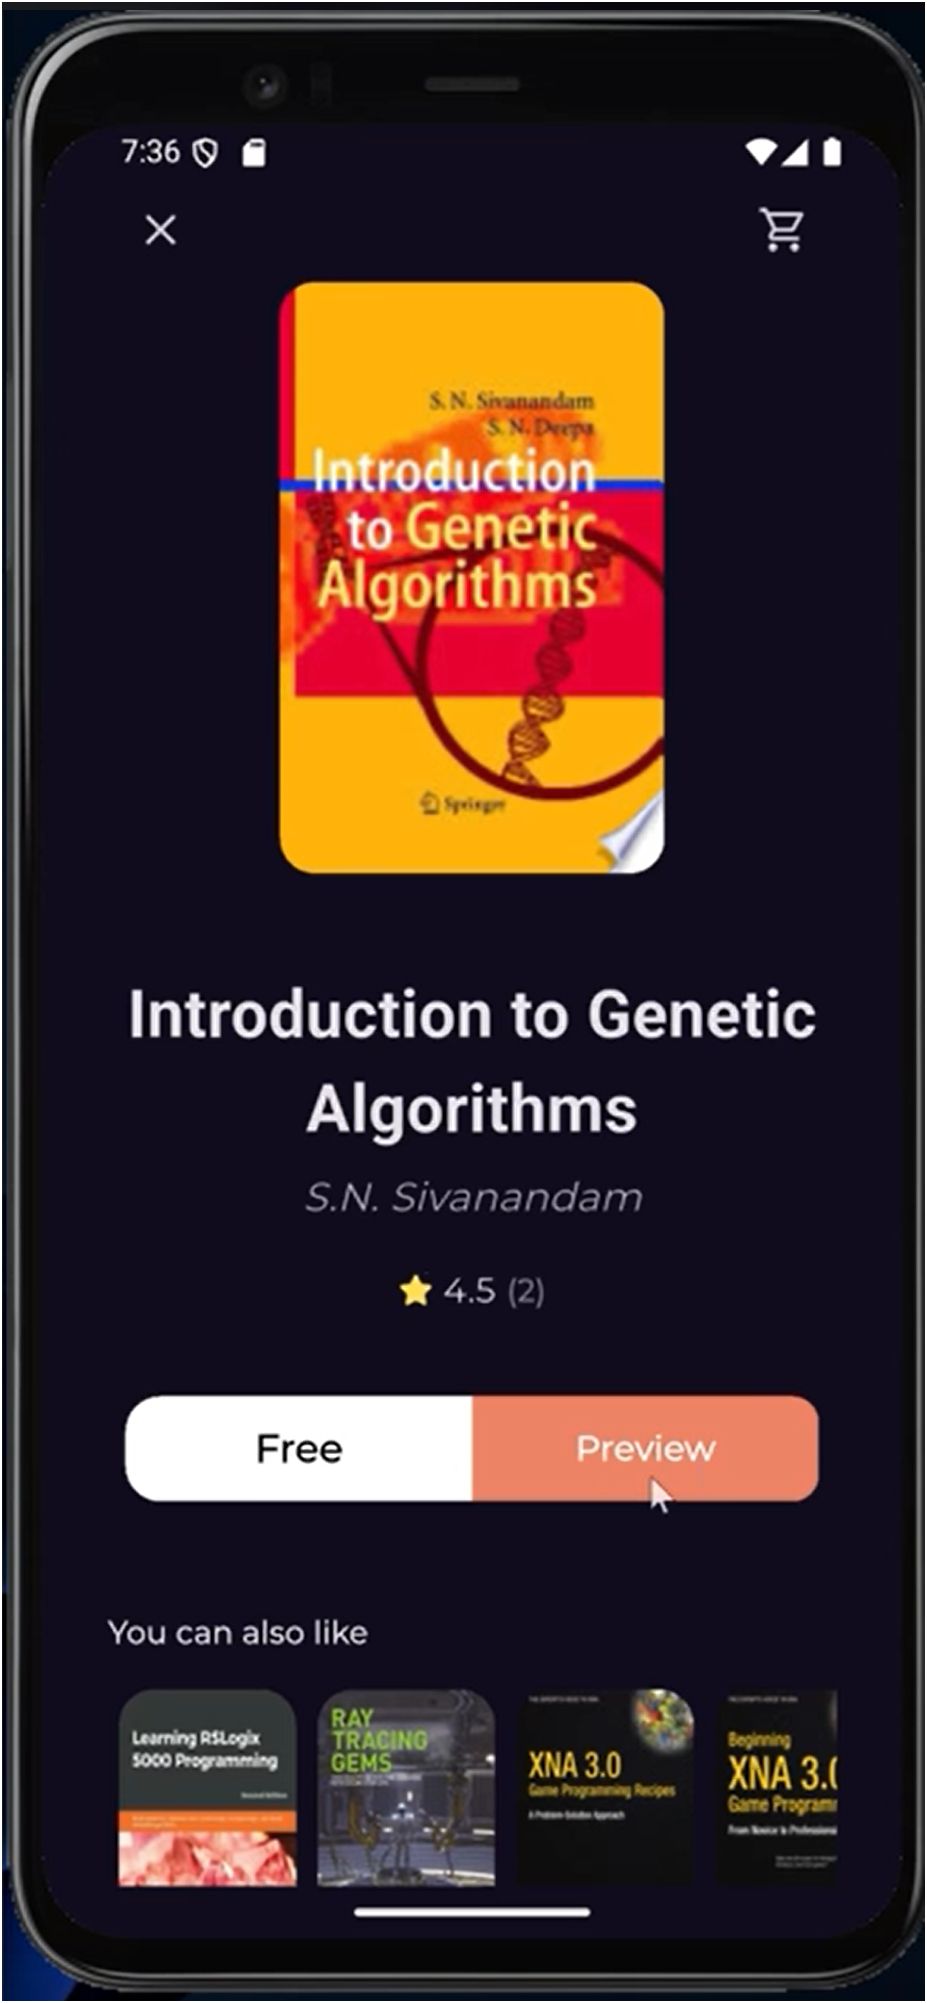 7:36
S. N. Sivanandam
S. N. Deepa
Introduction
to Genetic
Algorithms
Springer
Introduction to Genetic
Algorithms
S.N. Sivanandam
4.5 (2)
Free
Preview
You can also like
Learning RSLogix
5000 Programming
Second Edition
RAY
TRACING
GEMS
XNA 3.0
Game Programming Recipes
A Problem-Solution Approach
Beginning
XNA 3.0
Game Programm
From Novice to Professional